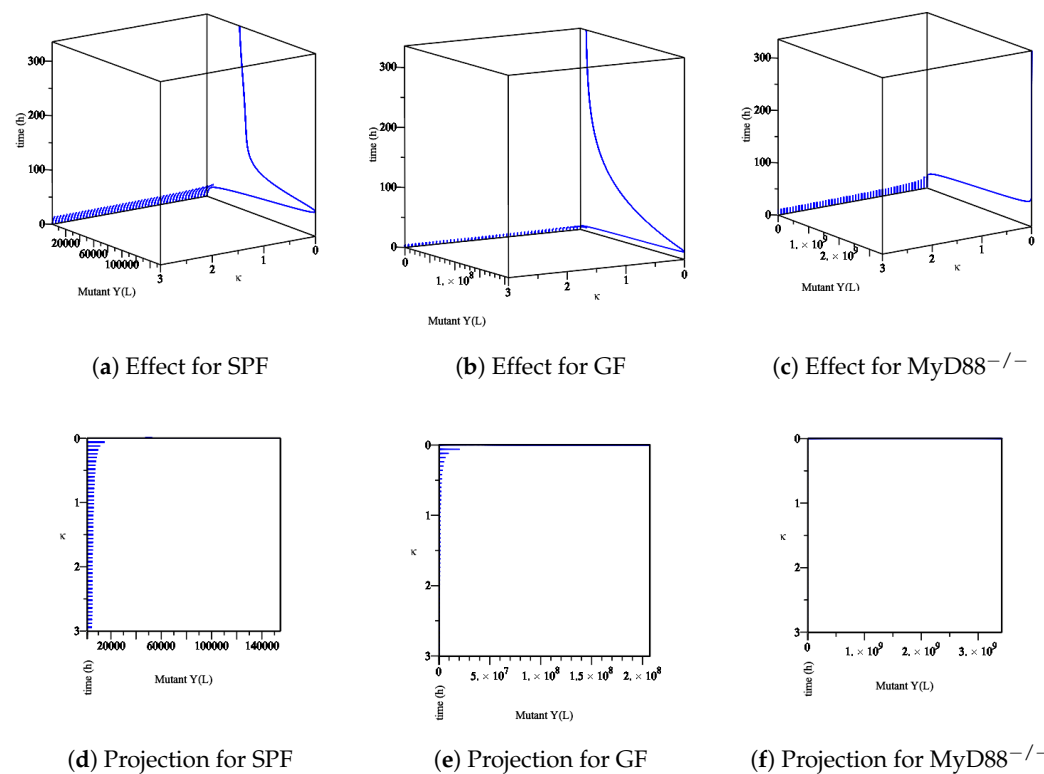 300
200
time (h)
100
0
20000
60000
100000
3
2
1
0
κ
Mutant Y(L)
300
200
time (h)
100
0
0
1. × 10^8
3
2
1
0
κ
Mutant Y(L)
300
200
time (h)
100
0
0
1. × 10^9
2. × 10^9
3
2
1
0
κ
Mutant Y(L)
(a) Effect for SPF
(b) Effect for GF
(c) Effect for MyD88−/−
0
1
κ
2
3
20000 60000 100000 140000
time (h)
Mutant Y(L)
0
1
κ
2
3
0 5. × 10^7 1. × 10^8 1.5 × 10^8 2. × 10^8
time (h)
Mutant Y(L)
0
1
κ
2
3
0 1. × 10^9 2. × 10^9 3. × 10^9
time (h)
Mutant Y(L)
(d) Projection for SPF
(e) Projection for GF
(f) Projection for MyD88−/−